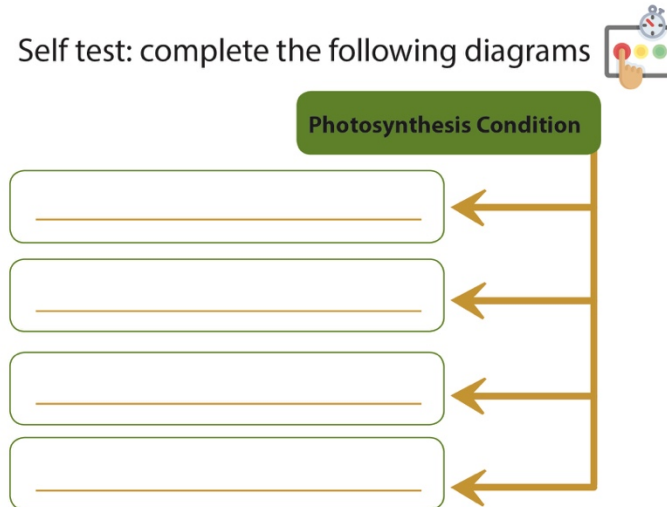 Self test: complete the following diagrams
Photosynthesis Condition